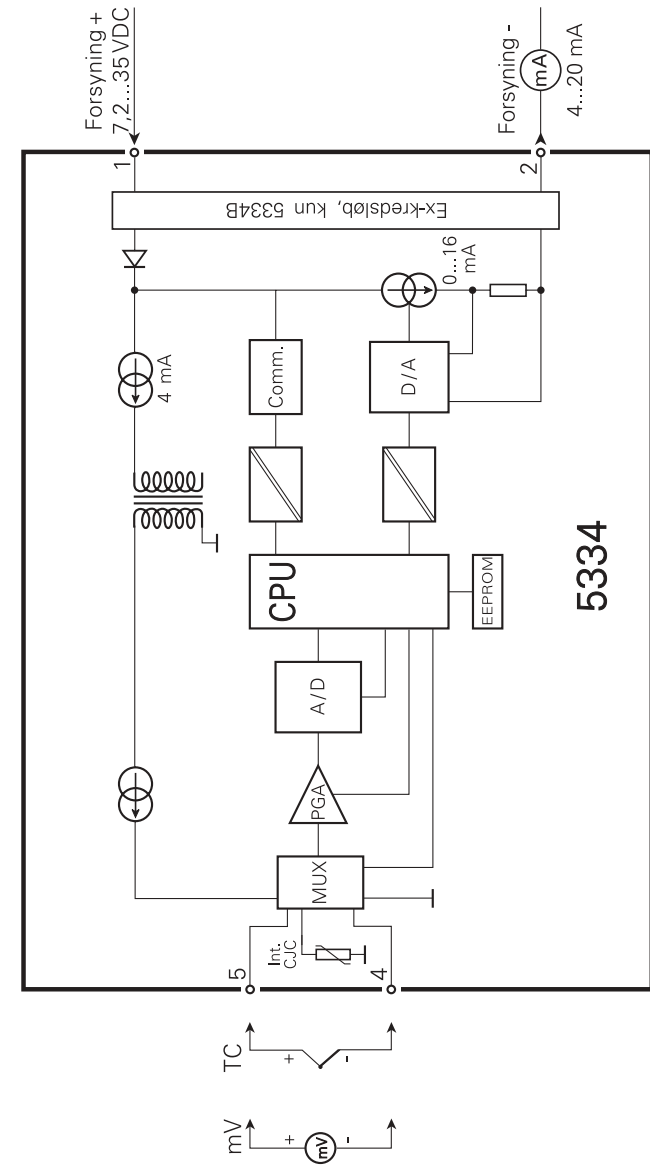 Forsyning +
7,2...35 VDC
Forsyning -
mA
4...20 mA
1
2
Ex-kredsløb, kun 5334B
0...16
mA
4 mA
Comm.
D/A
CPU
EEPROM
5334
A/D
PGA
MUX
Int.
CJC
5
4
TC
+
-
mV
+
mV
-